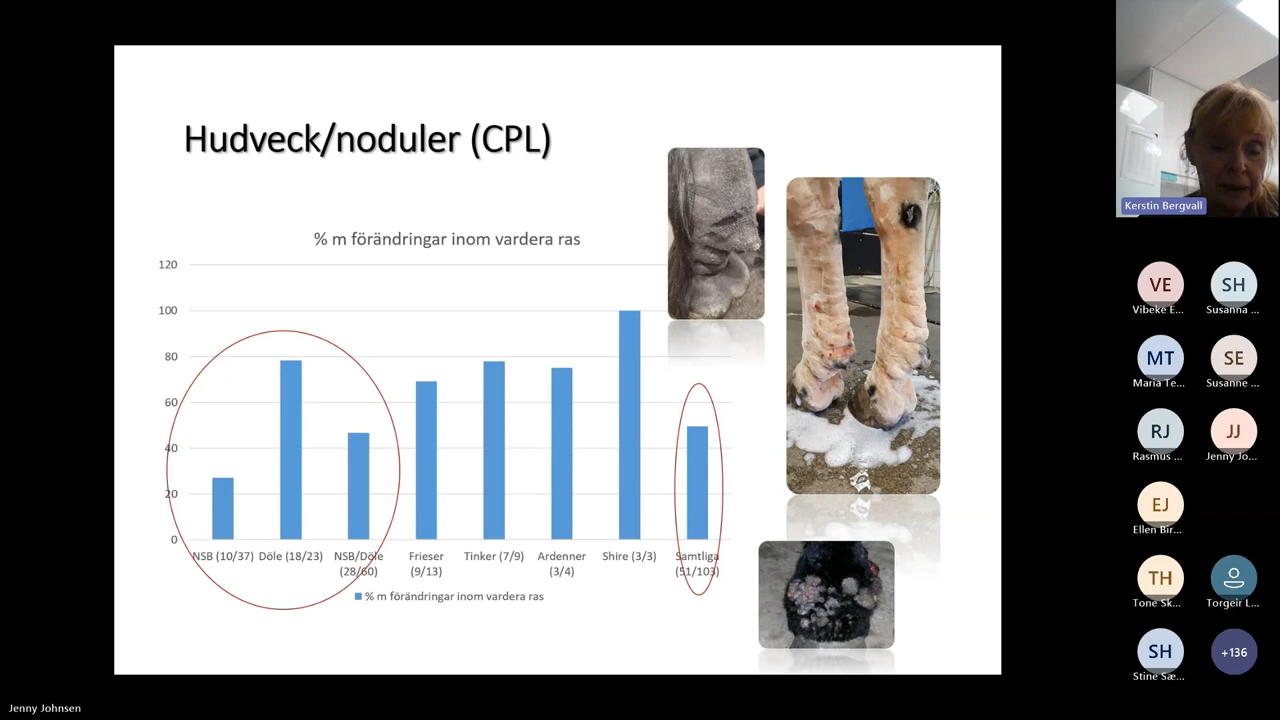 Hudveck/noduler (CPL)
% m förändringar inom vardera ras
120
100
80
60
40
20
0
NSB (10/37)
Döle (18/23)
NSB/Döle
(28/60)
Frieser
(9/13)
Tinker (7/9)
Ardenner
(3/4)
Shire (3/3)
Samtliga
(51/103)
% m förändringar inom vardera ras
Kerstin Bergvall
VE
Vibeke E...
SH
Susanna ...
MT
Maria Te...
SE
Susanne ...
RJ
Rasmus ...
JJ
Jenny Jo...
EJ
Ellen Bir...
TH
Tone Sk...
Torgeir L...
SH
Stine Sæ...
+136
Jenny Johnsen